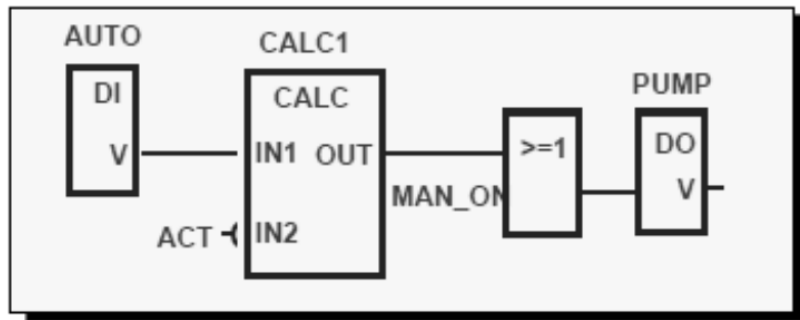 AUTO
CALC1
PUMP
DI
V
CALC
IN1 OUT
IN2
ACT
>=1
MAN_ON
DO
V